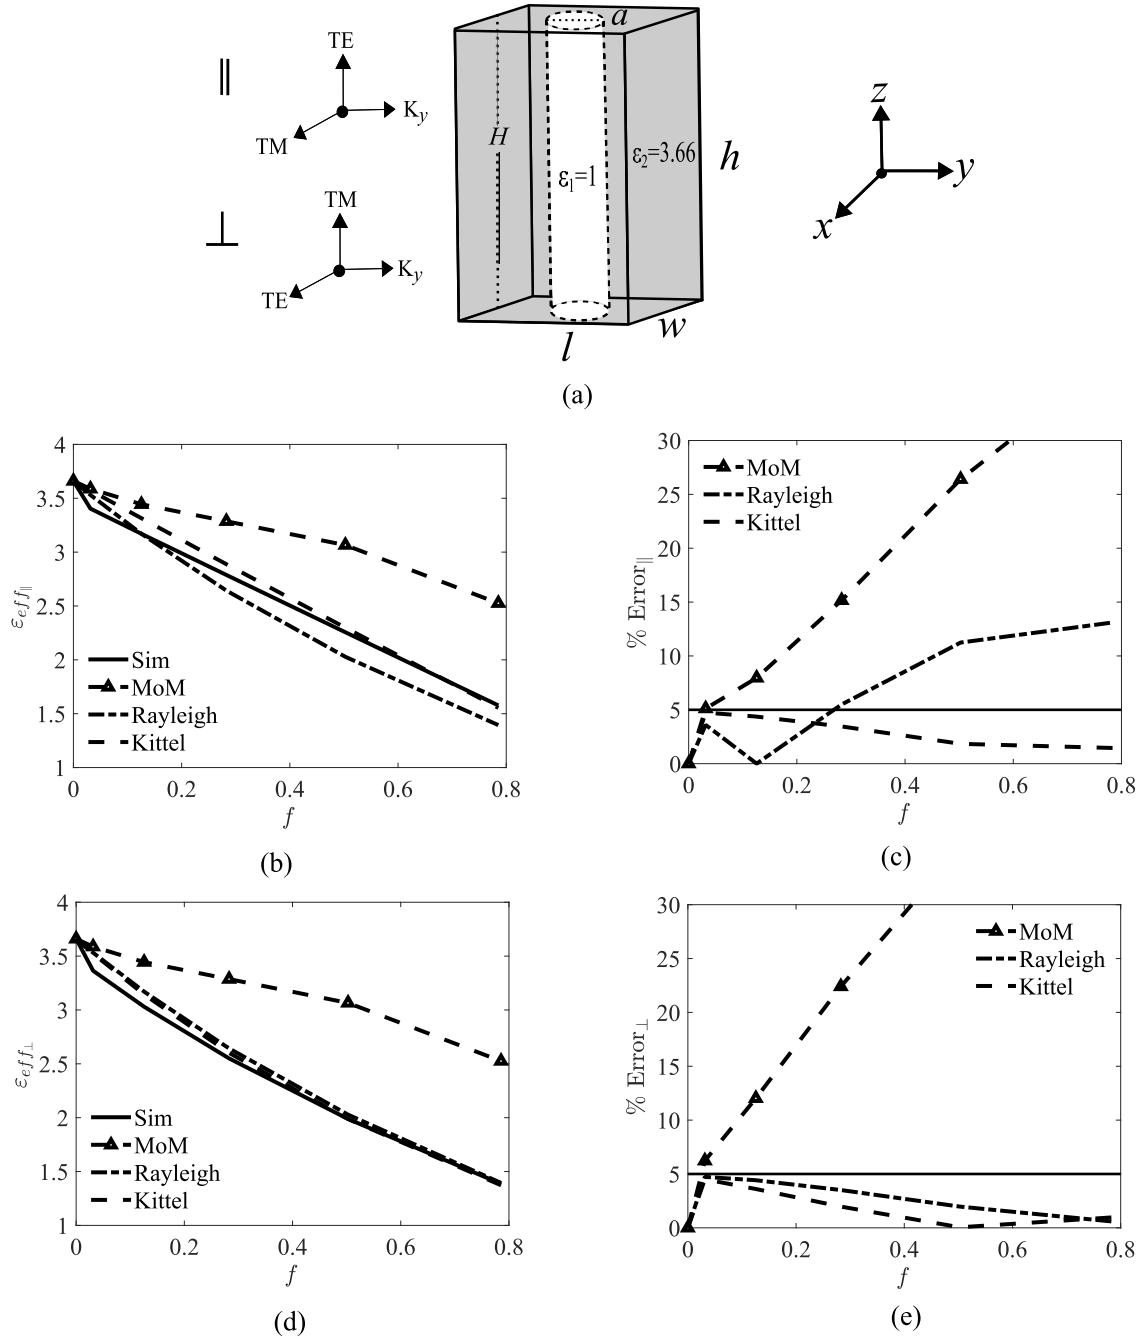 a
TE
∥
K_y
TM
H
ε₂=3.66
h
ε₁=1
z
y
x
TM
⊥
K_y
TE
w
l
(a)
4
3.5
3
2.5
2
1.5
1
ε_{eff∥}
Sim
MoM
Rayleigh
Kittel
0
0.2
0.4
0.6
0.8
f
(b)
30
25
20
15
10
5
0
% Error∥
MoM
Rayleigh
Kittel
0
0.2
0.4
0.6
0.8
f
(c)
4
3.5
3
2.5
2
1.5
1
ε_{eff⊥}
Sim
MoM
Rayleigh
Kittel
0
0.2
0.4
0.6
0.8
f
(d)
30
25
20
15
10
5
0
% Error⊥
MoM
Rayleigh
Kittel
0
0.2
0.4
0.6
0.8
f
(e)